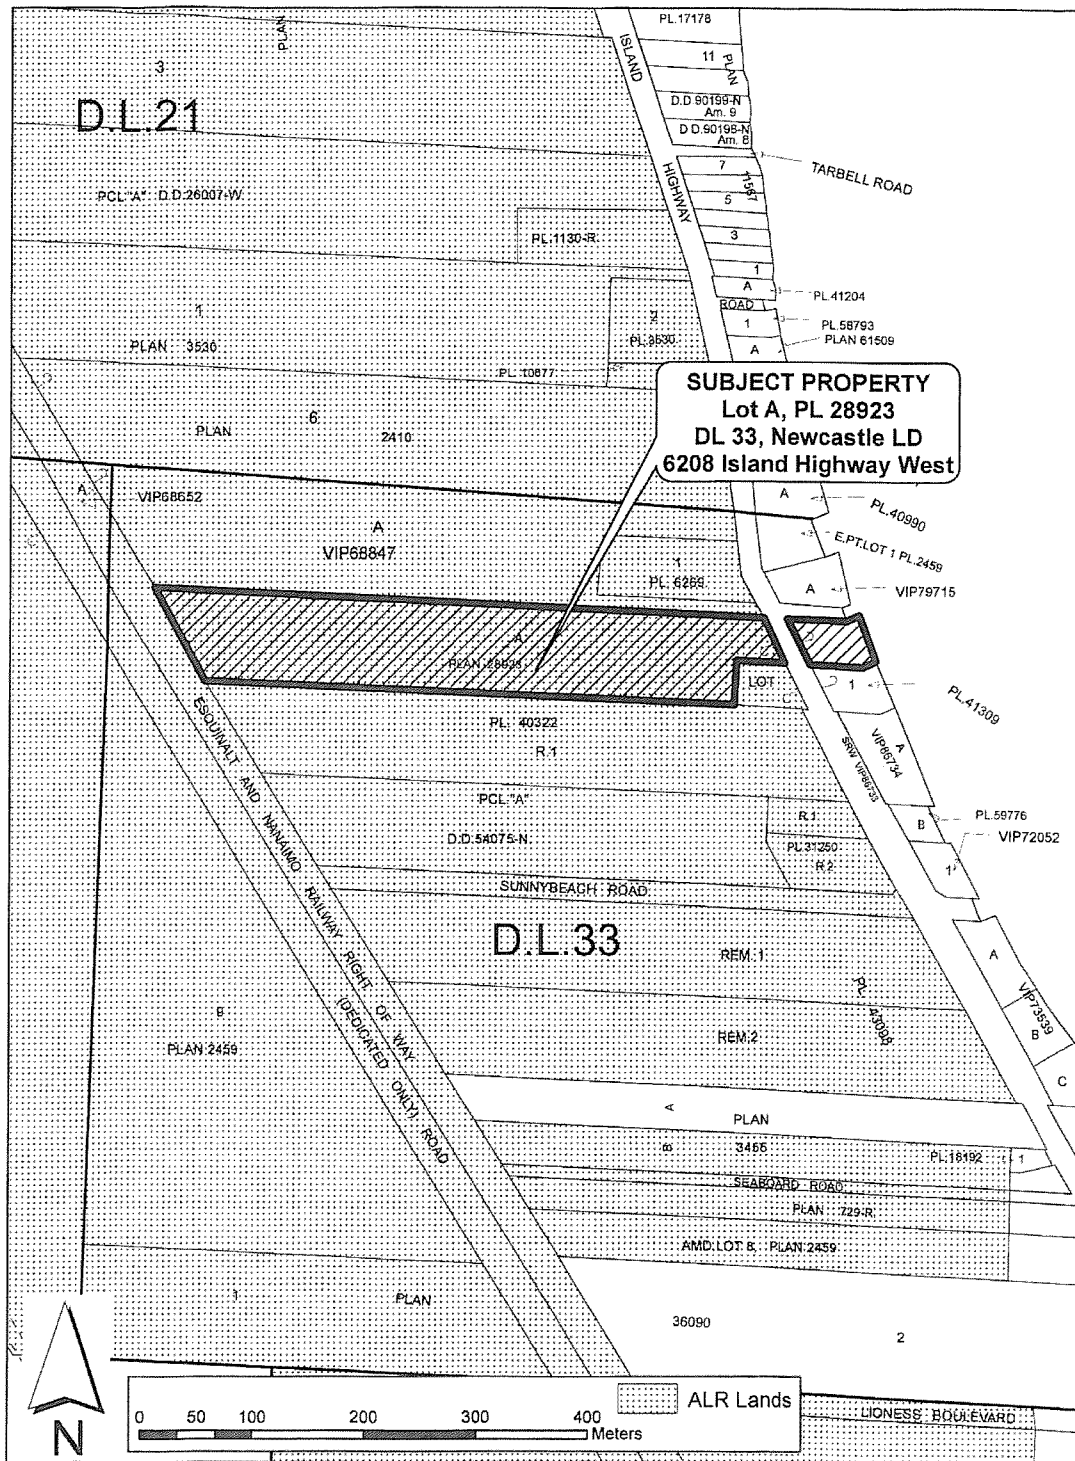 PL.17178
PLAN
ISLAND
11
PLAN
3
D.L.21
D.D.90199-N
Am. 9
D.D.90198-N
Am. 8
TARBELL ROAD
7
11567
HIGHWAY
PCL."A" D.D.26007-W
5
PL.1130-R.
3
1
A
PL.41204
ROAD
1
2
1
PL.58793
PLAN 3530
PL.3530
PLAN 61509
A
PL. 10877
SUBJECT PROPERTY
Lot A, PL 28923
DL 33, Newcastle LD
6208 Island Highway West
6
PLAN
2410
A
VIP68652
A
PL.40990
A
VIP68847
E.PT.LOT 1 PL.2459
1
PL. 6269
A
VIP79715
A
PLAN 28923
LOT
1
PL.41309
PL. 40322
R.1
A
VIP86734
SRW VIP86733
ESQUINALT AND NANAIMO RAILWAY RIGHT OF WAY
(DEDICATED ONLY) ROAD
PCL."A"
R.1
B
PL.59776
D.D.54075-N.
PL.31250
R.2
1
VIP72052
SUNNYBEACH ROAD
D.L.33
REM. 1
A
PL. 43098
VIP73539
9
REM.2
B
PLAN 2459
C
A
PLAN
B
3456
PL.18192
1
SEABOARD ROAD
PLAN 729-R.
AMD.LOT 8, PLAN 2459
1
PLAN
36090
2
N
0 50 100 200 300 400
Meters
ALR Lands
LIONESS BOULEVARD